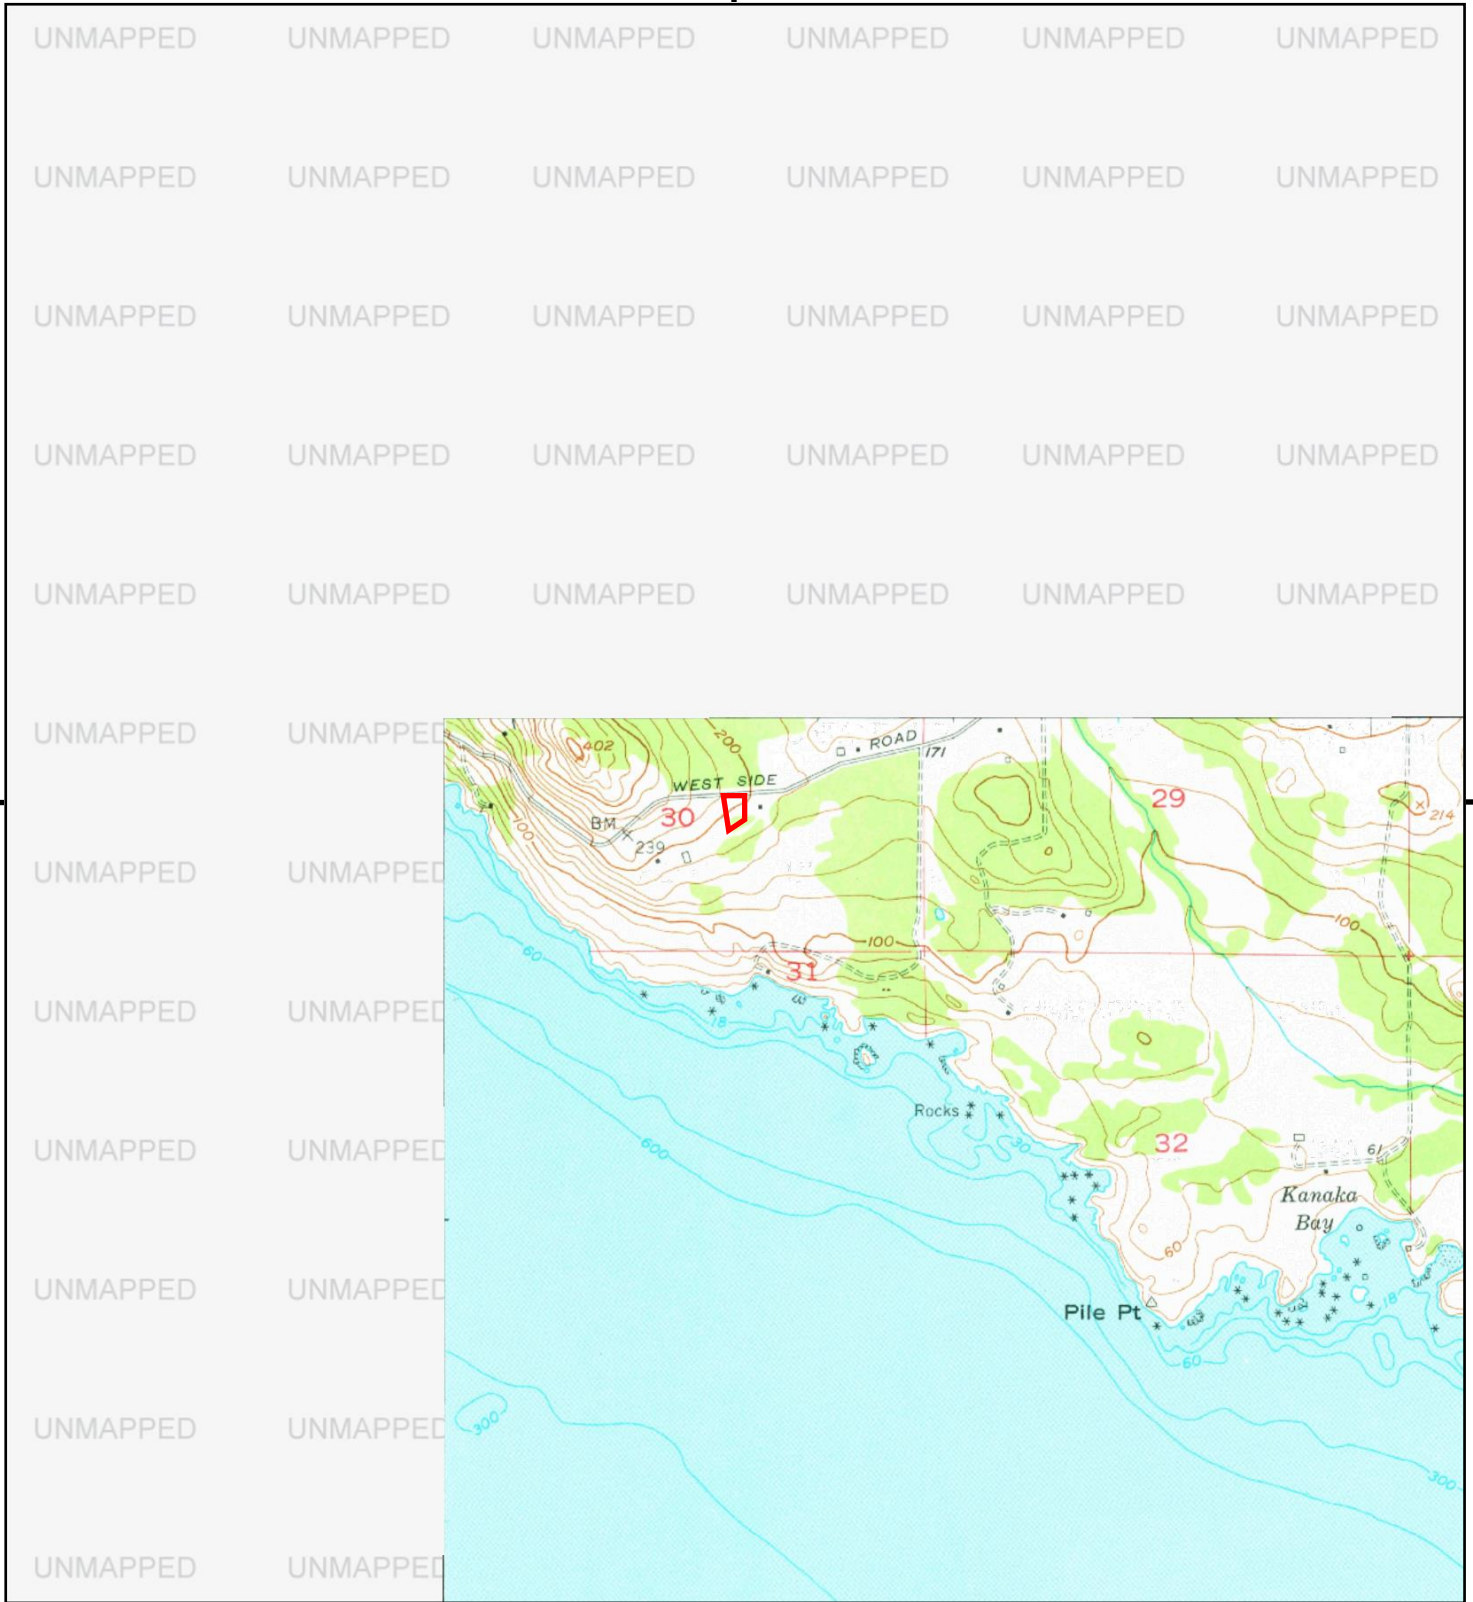 UNMAPPED UNMAPPED UNMAPPED UNMAPPED UNMAPPED UNMAPPED
UNMAPPED UNMAPPED UNMAPPED UNMAPPED UNMAPPED UNMAPPED
UNMAPPED UNMAPPED UNMAPPED UNMAPPED UNMAPPED UNMAPPED
UNMAPPED UNMAPPED UNMAPPED UNMAPPED UNMAPPED UNMAPPED
UNMAPPED UNMAPPED UNMAPPED UNMAPPED UNMAPPED UNMAPPED
UNMAPPED UNMAPPED
402
200
ROAD
171
WEST SIDE
29
214
30
BM
239
100
UNMAPPED UNMAPPED
100
100
60
31
UNMAPPED UNMAPPED
18
Rocks
30
600
32
61
UNMAPPED UNMAPPED
Kanaka
Bay
60
UNMAPPED UNMAPPED
Pile Pt
18
60
300
UNMAPPED UNMAPPED
300
UNMAPPED UNMAPPED